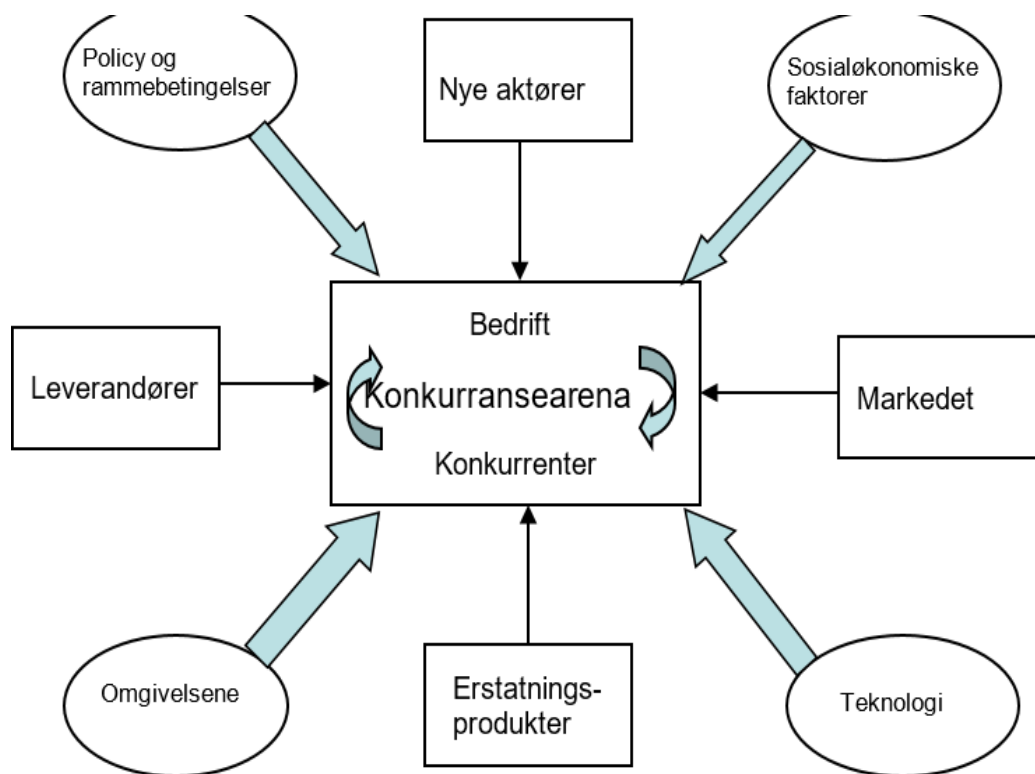 Policy og
rammebetingelser
Nye aktører
Sosialøkonomiske
faktorer
Bedrift
Leverandører
Konkurransearena
Markedet
Konkurrenter
Omgivelsene
Erstatnings-
produkter
Teknologi